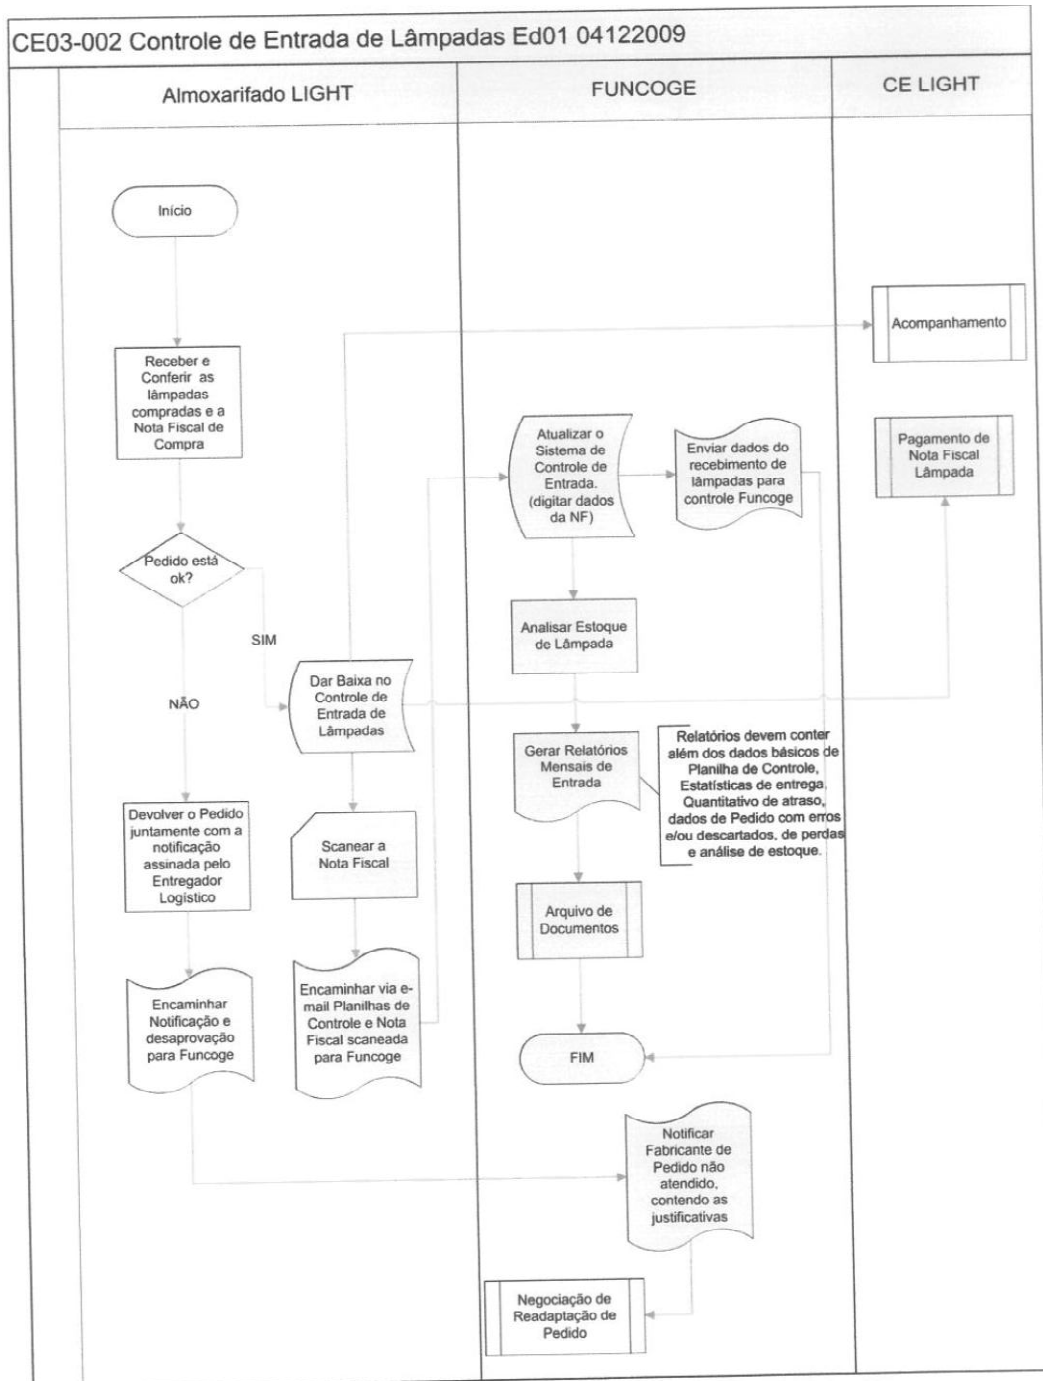 CE03-002 Controle de Entrada de Lâmpadas Ed01 04122009
Almoxarifado LIGHT
FUNCOGE
CE LIGHT
Início
Receber e
Conferir as
lâmpadas
compradas e a
Nota Fiscal de
Compra
Pedido está
ok?
SIM
NÃO
Dar Baixa no
Controle de
Entrada de
Lâmpadas
Devolver o Pedido
juntamente com a
notificação
assinada pelo
Entregador
Logístico
Scanear a
Nota Fiscal
Encaminhar
Notificação e
desaprovação
para Funcoge
Encaminhar via e-
mail Planilhas de
Controle e Nota
Fiscal scaneada
para Funcoge
Atualizar o
Sistema de
Controle de
Entrada.
(digitar dados
da NF)
Enviar dados do
recebimento de
lâmpadas para
controle Funcoge
Analisar Estoque
de Lâmpada
Gerar Relatórios
Mensais de
Entrada
Relatórios devem conter
além dos dados básicos de
Planilha de Controle,
Estatísticas de entrega,
Quantitativo de atraso,
dados de Pedido com erros
e/ou descartados, de perdas
e análise de estoque.
Arquivo de
Documentos
FIM
Notificar
Fabricante de
Pedido não
atendido,
contendo as
justificativas
Negociação de
Readaptação de
Pedido
Acompanhamento
Pagamento de
Nota Fiscal
Lâmpada